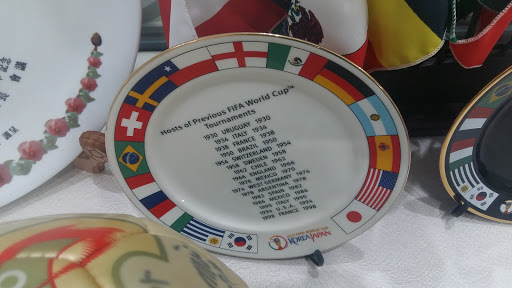 Hosts of Previous FIFA World Cup™
Tournaments
1930 URUGUAY 1930
1934 ITALY 1934
1938 FRANCE 1938
1950 BRAZIL 1950
1954 SWITZERLAND 1954
1958 SWEDEN 1958
1962 CHILE 1962
1966 ENGLAND 1966
1970 MEXICO 1970
1974 WEST GERMANY 1974
1978 ARGENTINA 1978
1982 SPAIN 1982
1986 MEXICO 1986
1990 ITALY 1990
1994 U.S.A. 1994
1998 FRANCE 1998
KOREAJAPAN